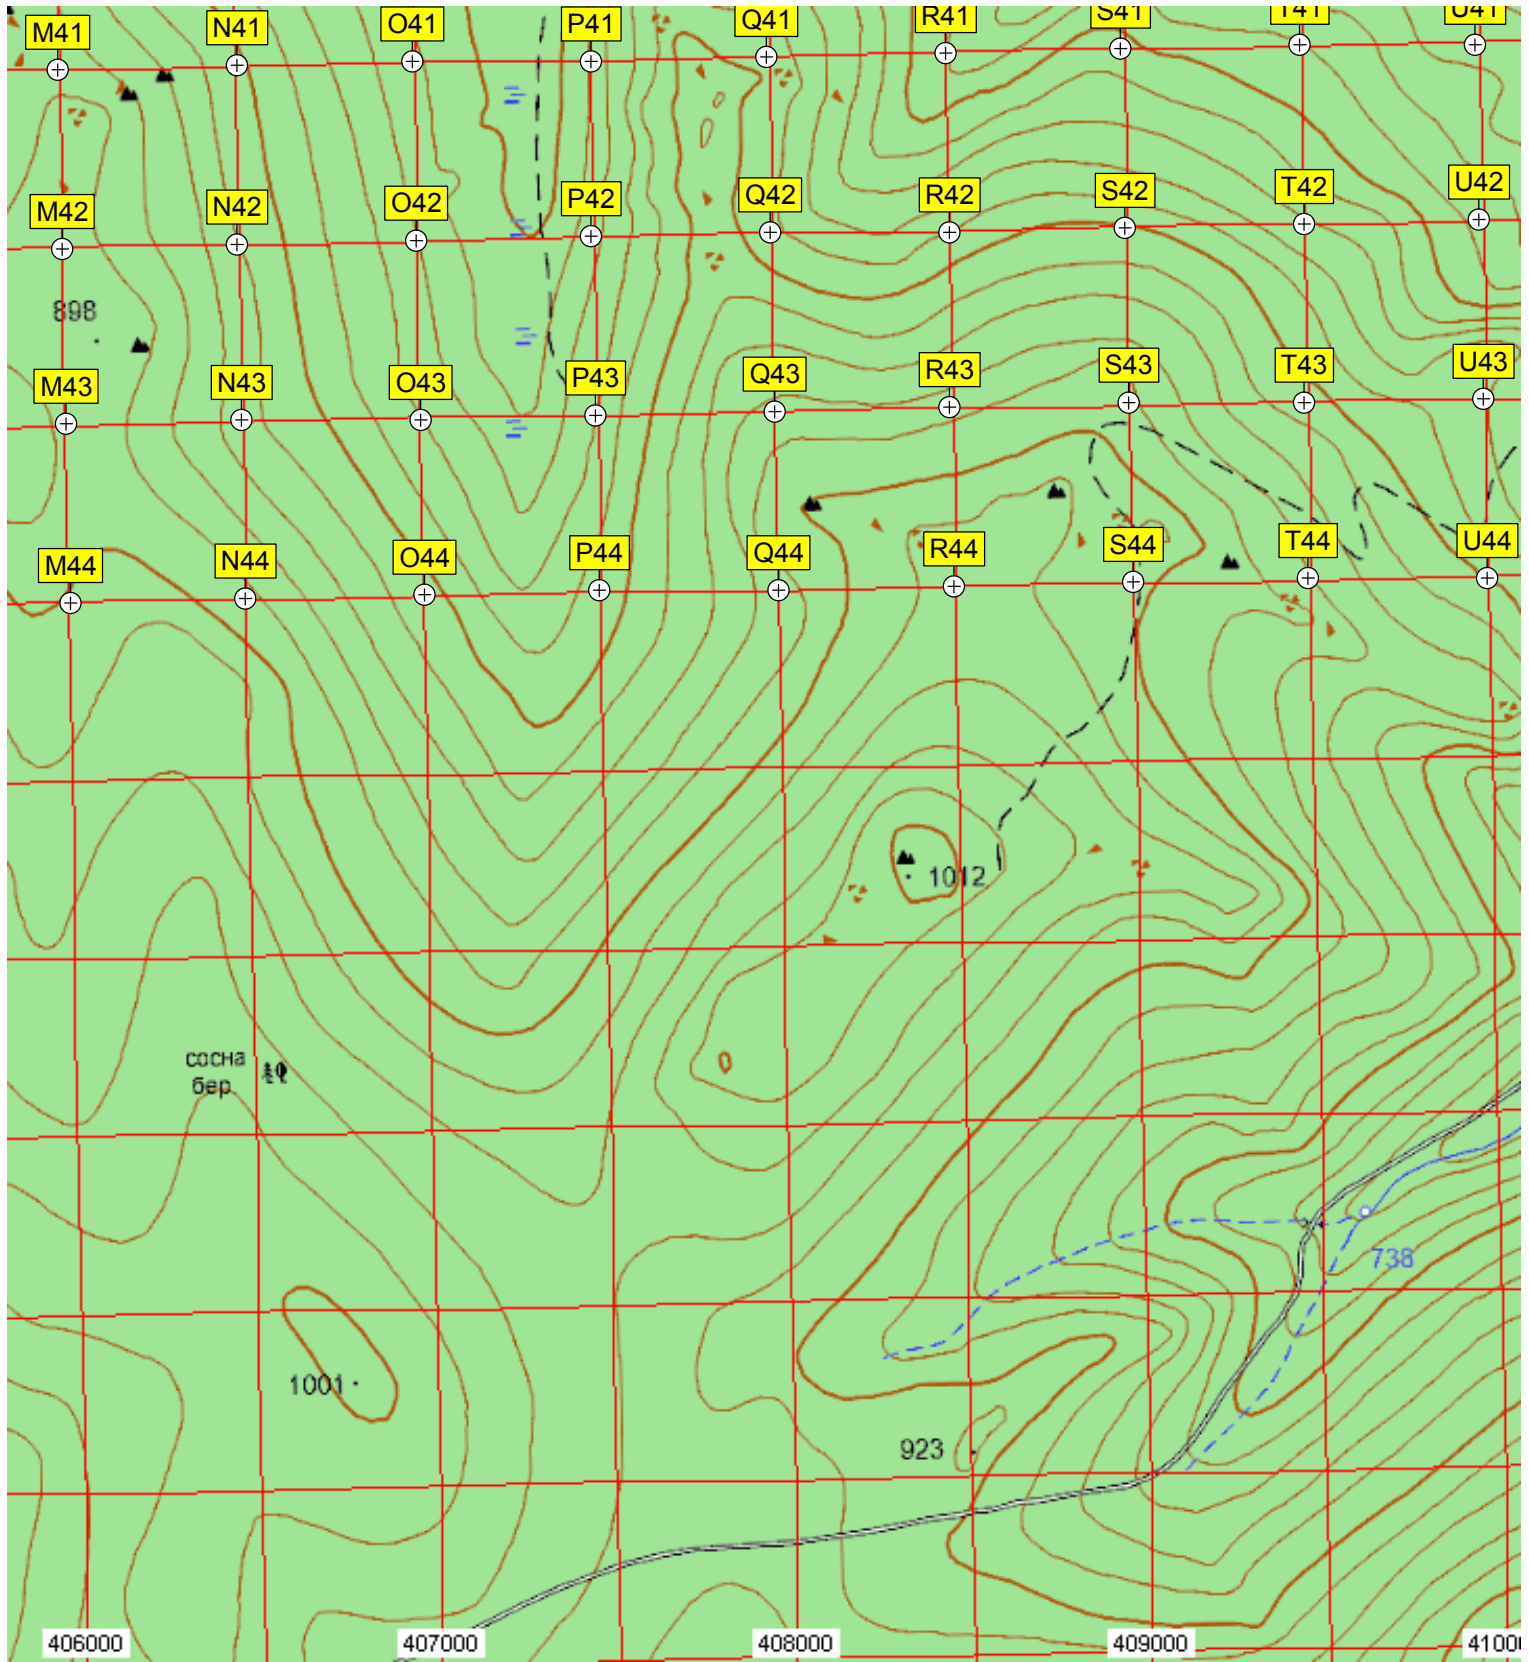 M41 N41 O41 P41 Q41 R41 S41 T41 U41
M42 N42 O42 P42 Q42 R42 S42 T42 U42
898
M43 N43 O43 P43 Q43 R43 S43 T43 U43
M44 N44 O44 P44 Q44 R44 S44 T44 U44
1012
сосна
бер.
738
1001
923
406000 407000 408000 409000 4100